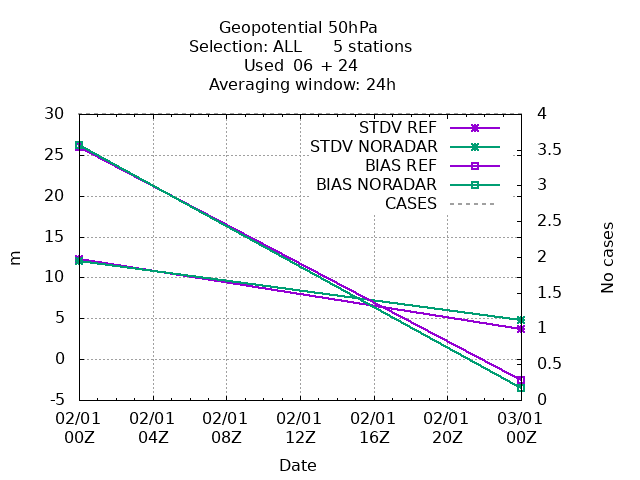 Geopotential 50hPa
Selection: ALL      5 stations
Used  06 + 24
Averaging window: 24h
30
25
20
15
10
5
0
-5
m
4
3.5
3
2.5
2
1.5
1
0.5
0
No cases
STDV REF
STDV NORADAR
BIAS REF
BIAS NORADAR
CASES
02/01 02/01 02/01 02/01 02/01 02/01 03/01
00Z 04Z 08Z 12Z 16Z 20Z 00Z
Date